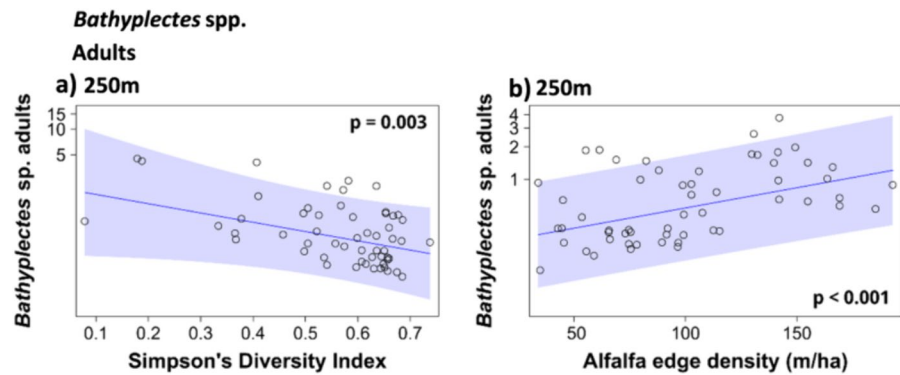 Bathyplectes spp.
Adults
a) 250m
Bathyplectes sp. adults
15
10
5
p = 0.003
0.1 0.2 0.3 0.4 0.5 0.6 0.7
Simpson's Diversity Index
b) 250m
Bathyplectes sp. adults
4
3
2
1
p < 0.001
50 100 150
Alfalfa edge density (m/ha)